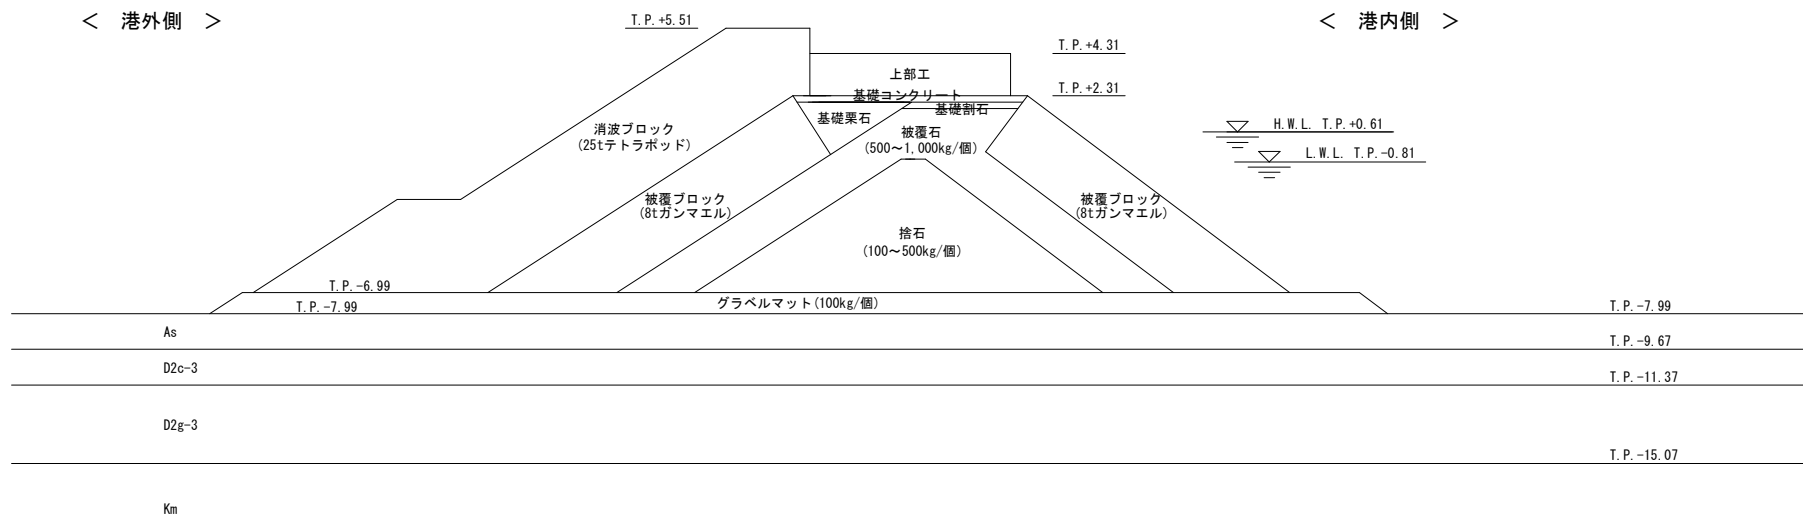 ＜　港外側　＞
T.P.+5.51
＜　港内側　＞
T.P.+4.31
上部工
T.P.+2.31
基礎コンクリート
基礎割石
基礎栗石
消波ブロック
(25tテトラポッド)
被覆石
(500～1,000kg/個)
H.W.L. T.P.+0.61
L.W.L. T.P.-0.81
被覆ブロック
(8tガンマエル)
被覆ブロック
(8tガンマエル)
捨石
(100～500kg/個)
T.P.-6.99
グラベルマット(100kg/個)
T.P.-7.99
T.P.-7.99
As
T.P.-9.67
D2c-3
T.P.-11.37
D2g-3
T.P.-15.07
Km